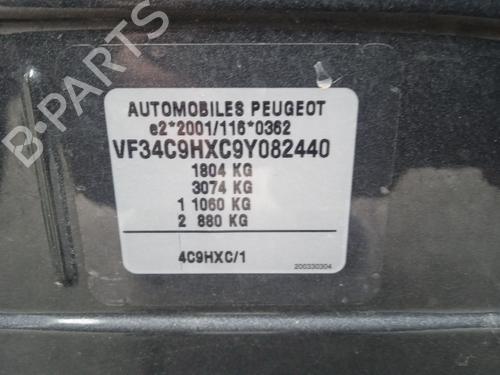 AUTOMOBILES PEUGEOT
e2*2001/116*0362
VF34C9HXC9Y082440
1804 KG
3074 KG
1 1060 KG
2 880 KG
4C9HXC/1
200330304
B-PARTS